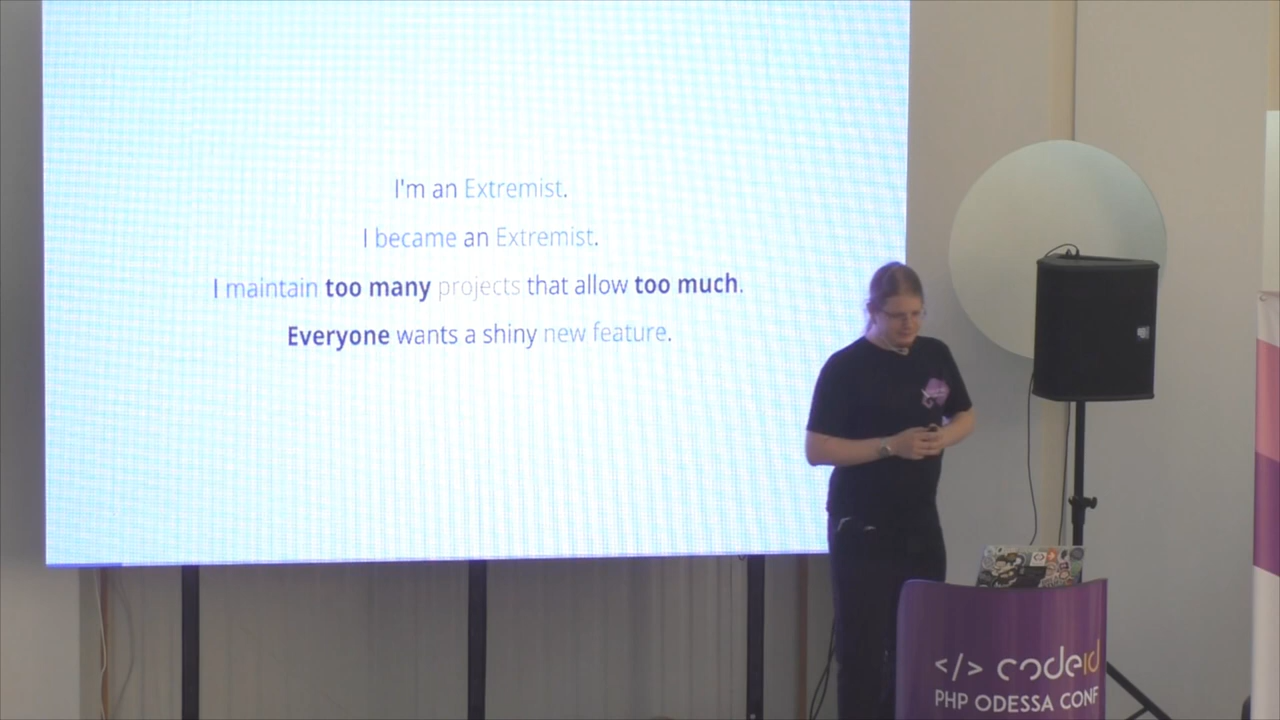 I'm an Extremist.
I became an Extremist.
I maintain too many projects that allow too much.
Everyone wants a shiny new feature.
</> codeid
PHP ODESSA CONF